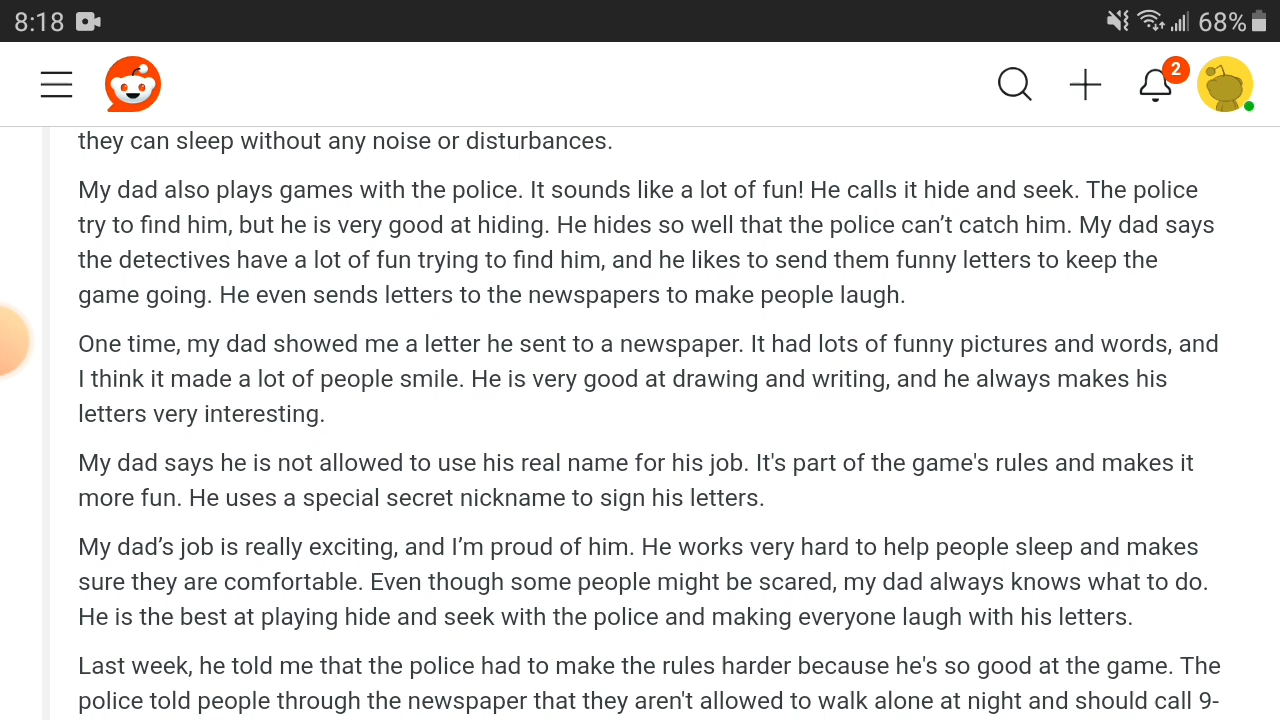 8:18
68%
2
they can sleep without any noise or disturbances.
My dad also plays games with the police. It sounds like a lot of fun! He calls it hide and seek. The police
try to find him, but he is very good at hiding. He hides so well that the police can’t catch him. My dad says
the detectives have a lot of fun trying to find him, and he likes to send them funny letters to keep the
game going. He even sends letters to the newspapers to make people laugh.
One time, my dad showed me a letter he sent to a newspaper. It had lots of funny pictures and words, and
I think it made a lot of people smile. He is very good at drawing and writing, and he always makes his
letters very interesting.
My dad says he is not allowed to use his real name for his job. It's part of the game's rules and makes it
more fun. He uses a special secret nickname to sign his letters.
My dad’s job is really exciting, and I’m proud of him. He works very hard to help people sleep and makes
sure they are comfortable. Even though some people might be scared, my dad always knows what to do.
He is the best at playing hide and seek with the police and making everyone laugh with his letters.
Last week, he told me that the police had to make the rules harder because he's so good at the game. The
police told people through the newspaper that they aren't allowed to walk alone at night and should call 9-